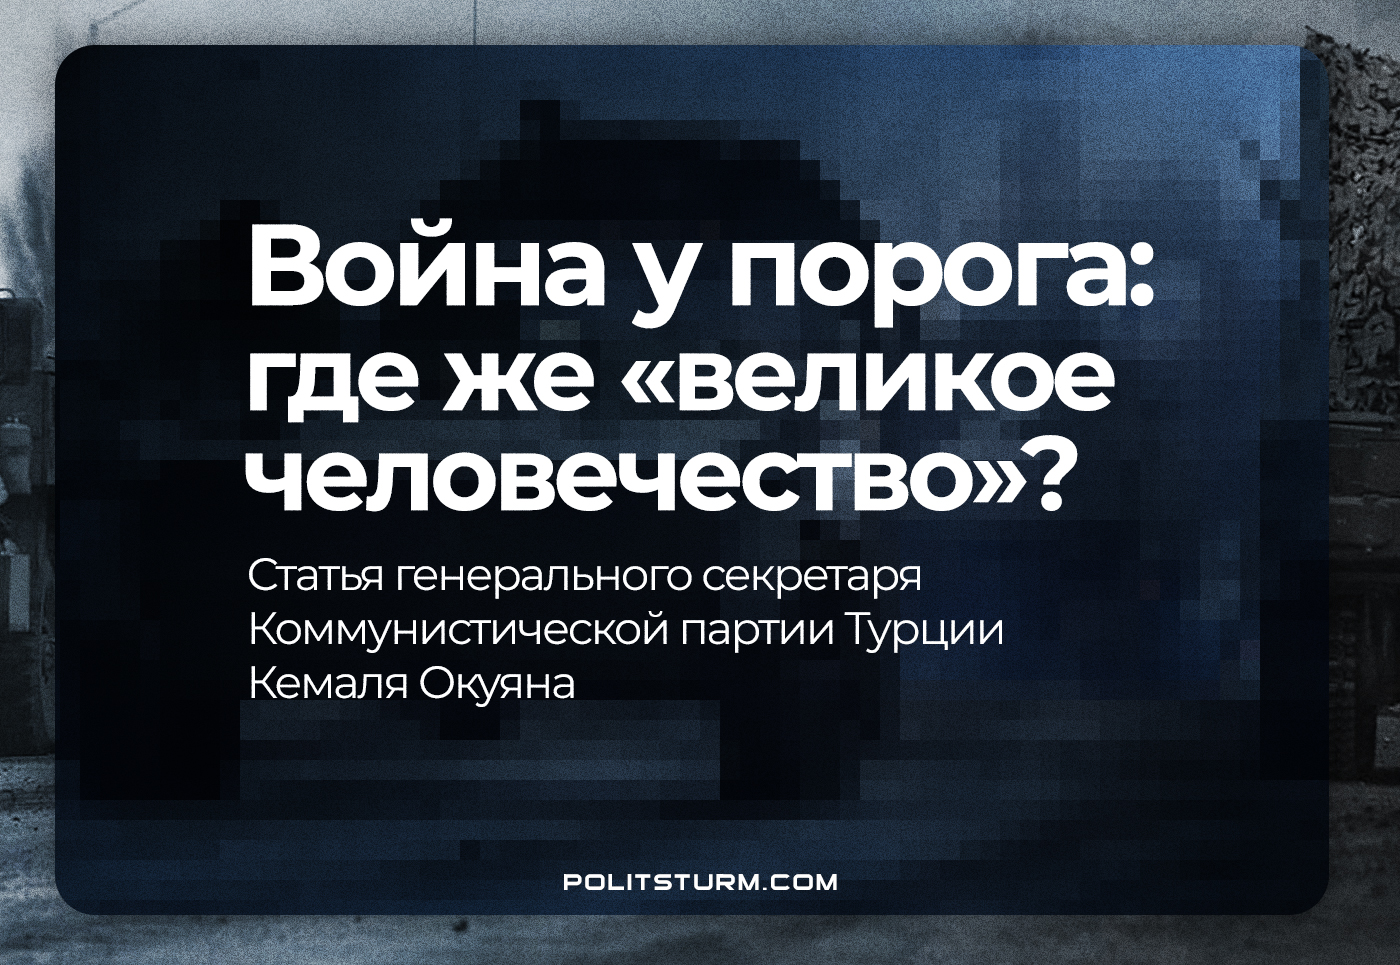 Война у порога:
где же «великое
человечество»?
Статья генерального секретаря
Коммунистической партии Турции
Кемаля Окуяна
POLITSTURM.COM